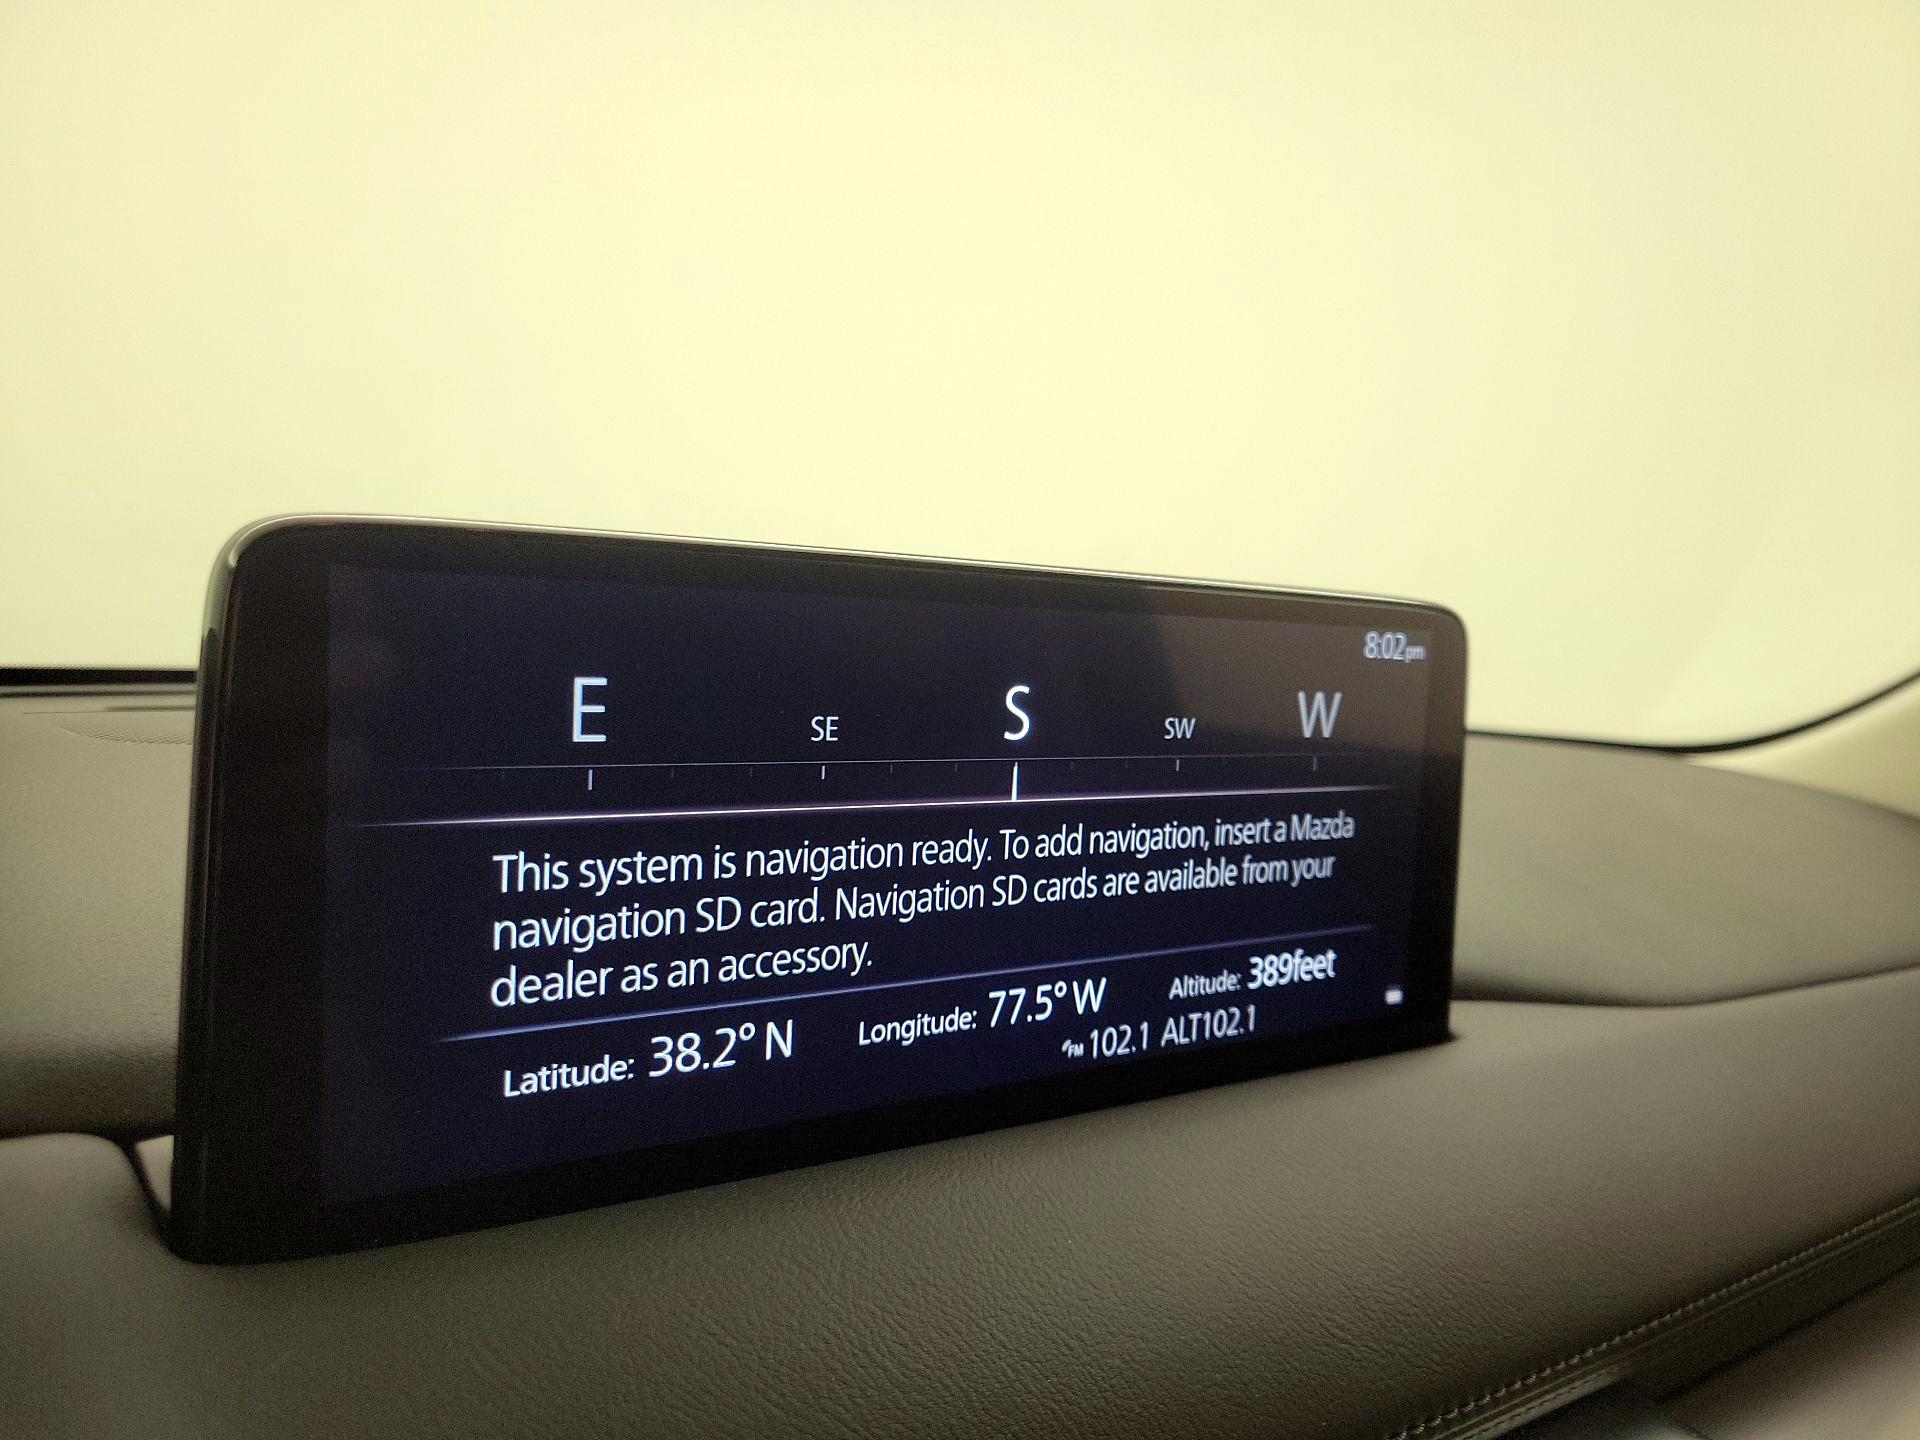 8:02pm
E SE S SW W
This system is navigation ready. To add navigation, insert a Mazda
navigation SD card. Navigation SD cards are available from your
dealer as an accessory.
Latitude: 38.2° N Longitude: 77.5° W Altitude: 389feet
FM 102.1 ALT102.1